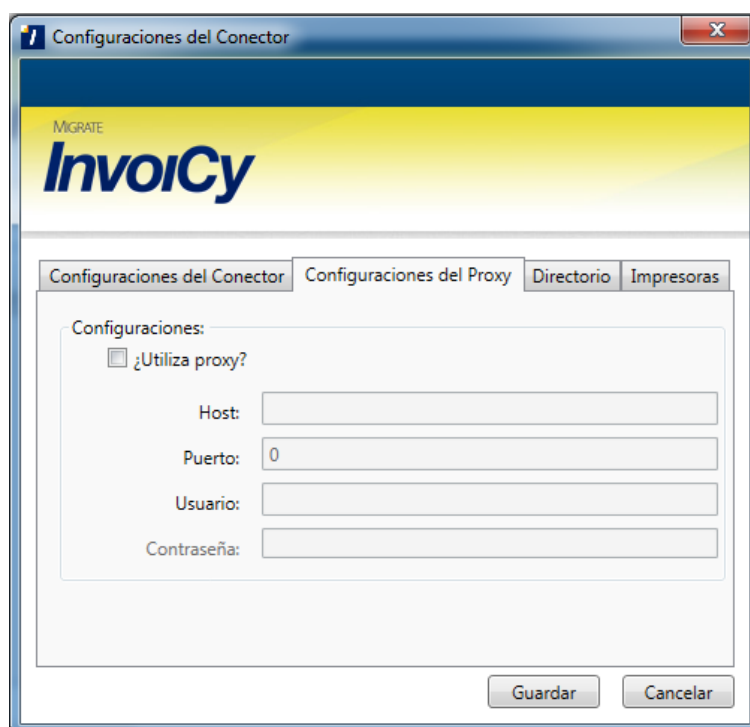 Configuraciones del Conector
MIGRATE
InvoiCy
Configuraciones del Conector Configuraciones del Proxy Directorio Impresoras
Configuraciones:
¿Utiliza proxy?
Host:
Puerto: 0
Usuario:
Contraseña:
Guardar Cancelar